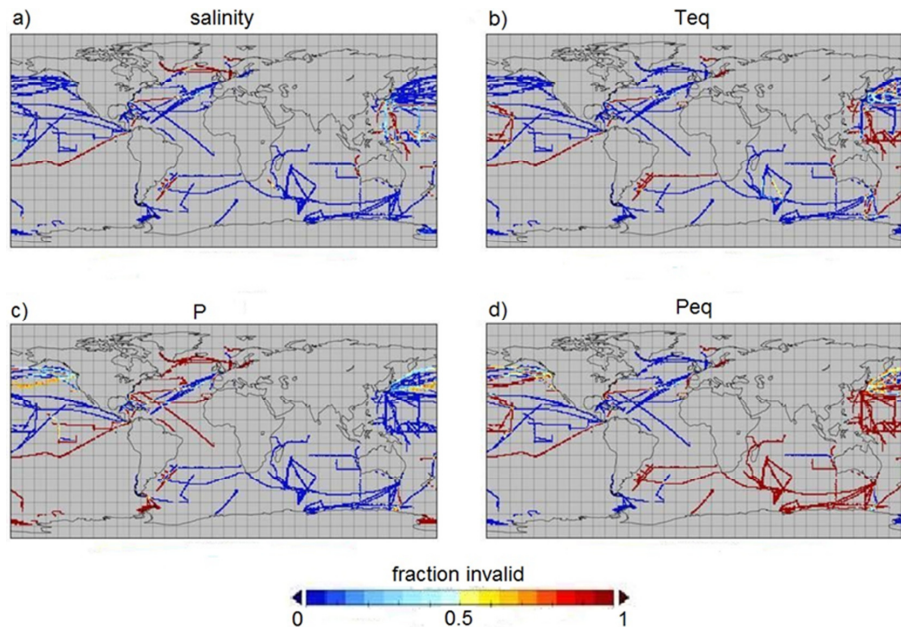 a) salinity
b) Teq
c) P
d) Peq
fraction invalid
0 0.5 1